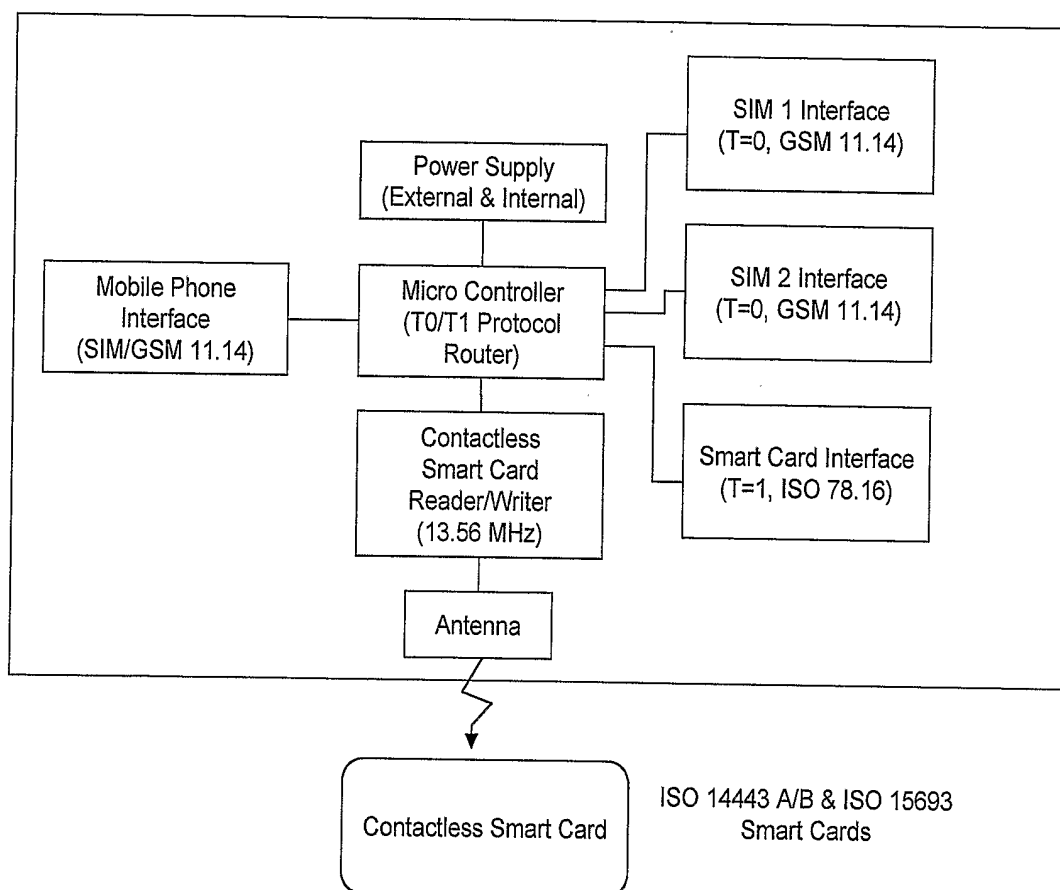 SIM 1 Interface
(T=0, GSM 11.14)
Power Supply
(External & Internal)
SIM 2 Interface
(T=0, GSM 11.14)
Mobile Phone
Interface
(SIM/GSM 11.14)
Micro Controller
(T0/T1 Protocol
Router)
Contactless
Smart Card
Reader/Writer
(13.56 MHz)
Smart Card Interface
(T=1, ISO 78.16)
Antenna
Contactless Smart Card
ISO 14443 A/B & ISO 15693
Smart Cards